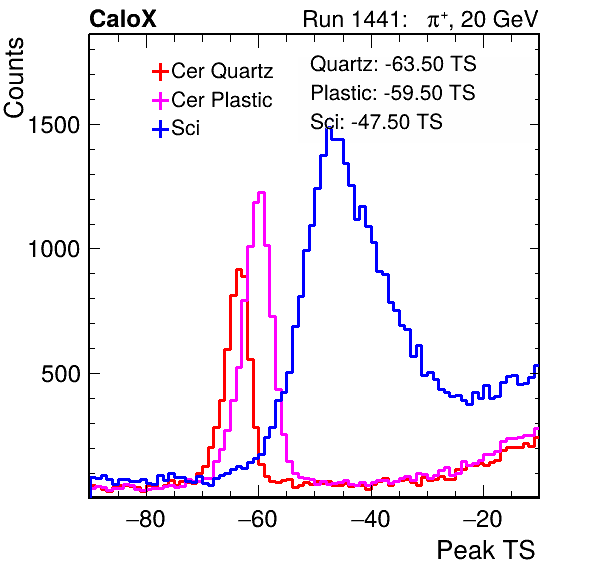 CaloX Run 1441: π⁺, 20 GeV
Counts
Cer Quartz
Cer Plastic
Sci
Quartz: -63.50 TS
Plastic: -59.50 TS
Sci: -47.50 TS
1500
1000
500
−80 −60 −40 −20
Peak TS